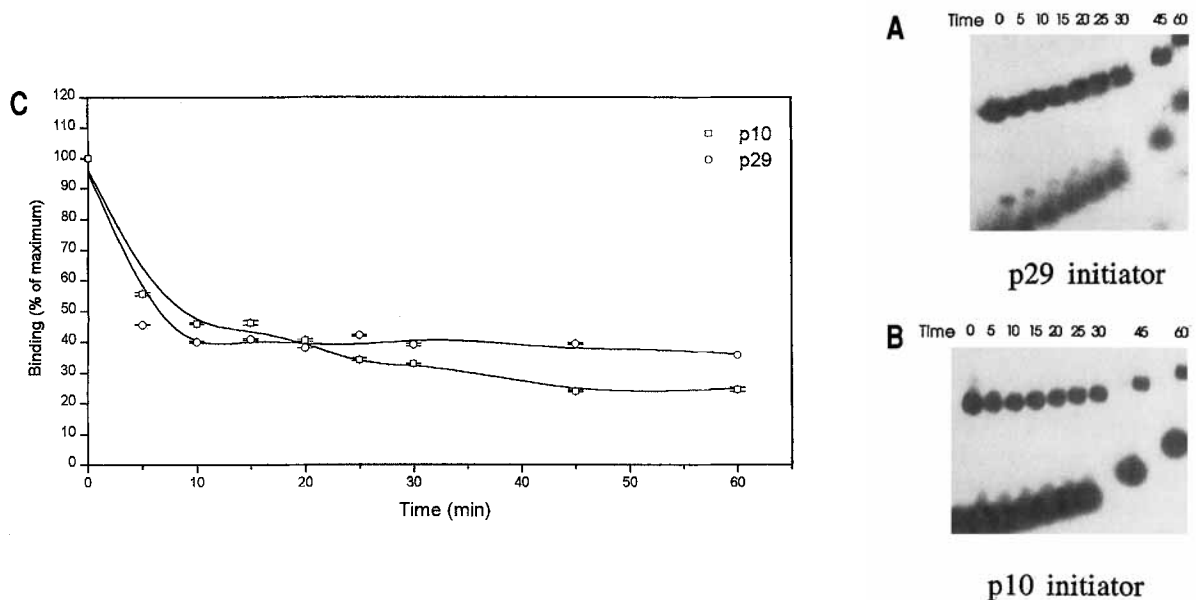 A
Time 0 5 10 15 20 25 30 45 60
p29 initiator
B
Time 0 5 10 15 20 25 30 45 60
p10 initiator
C
120
110
100
90
80
70
60
50
40
30
20
10
0
Binding (% of maximum)
p10
p29
0 10 20 30 40 50 60
Time (min)